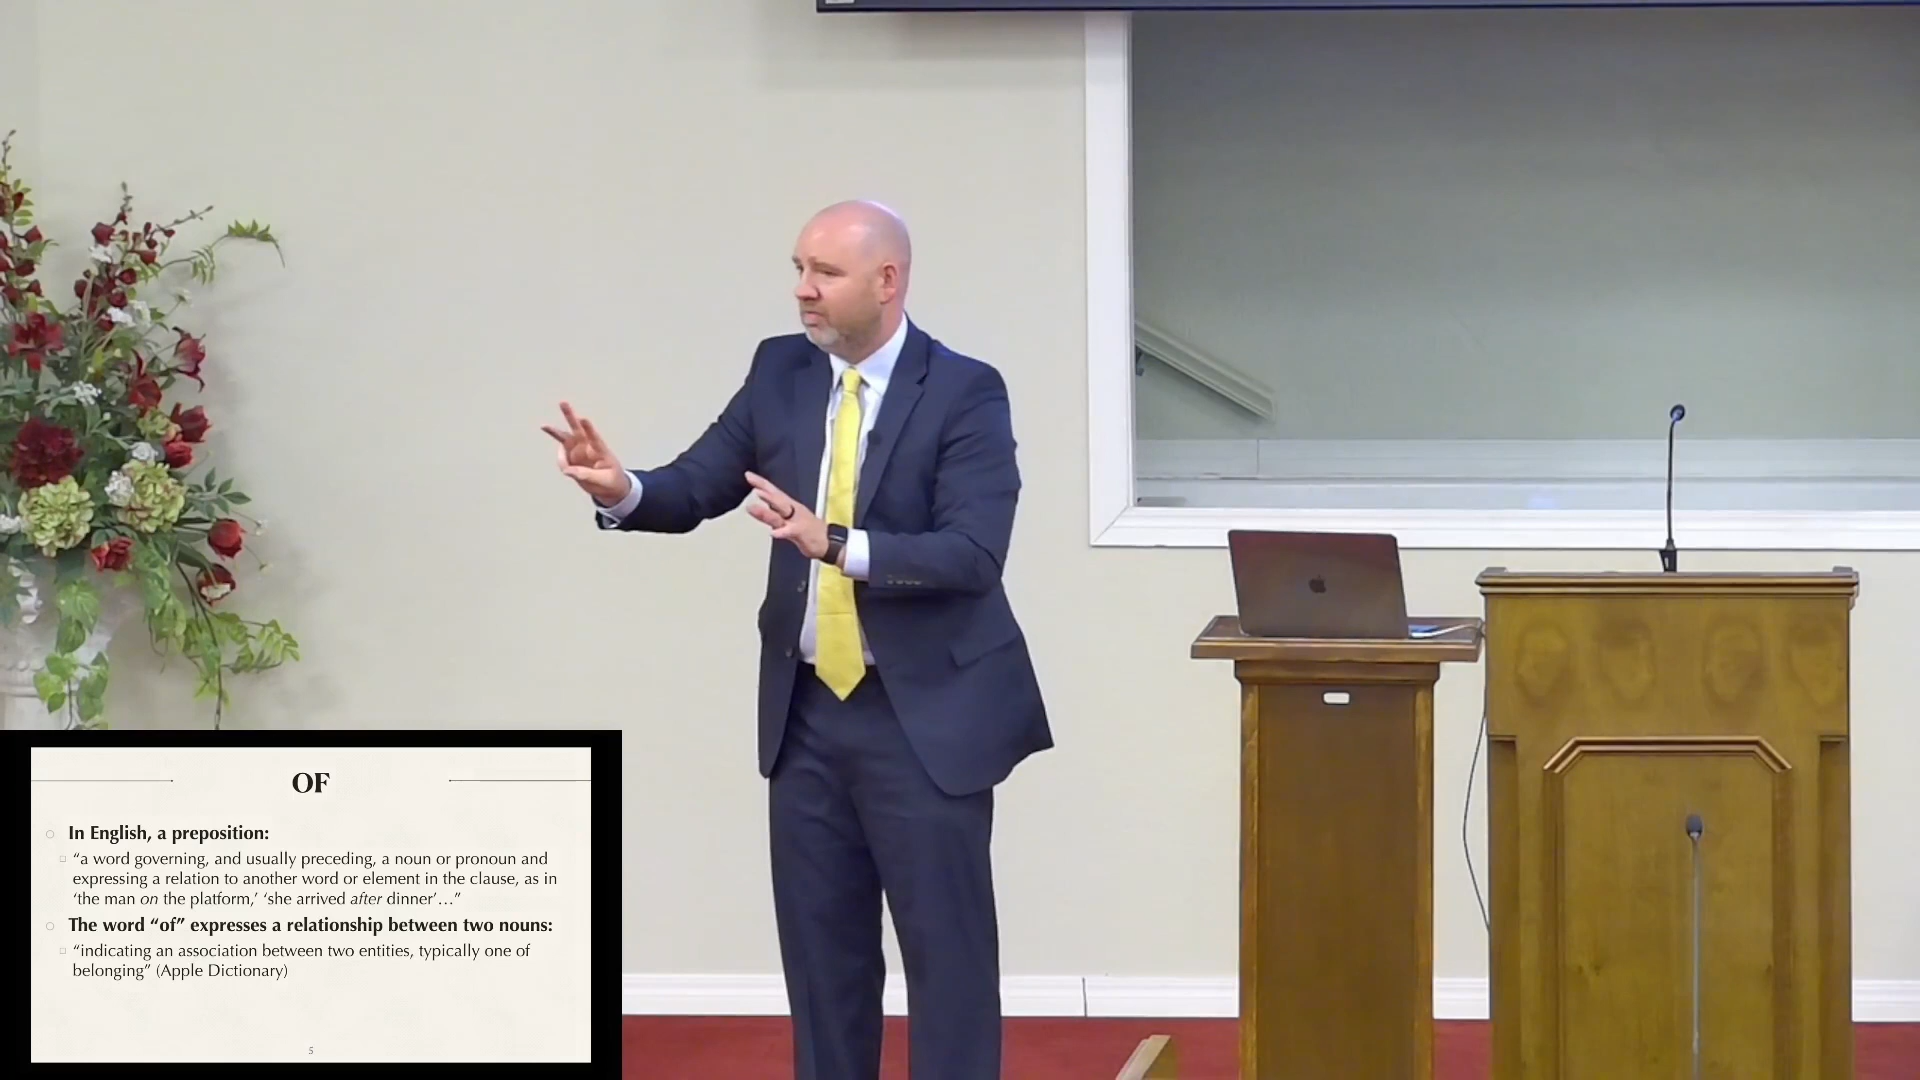 OF
In English, a preposition:
“a word governing, and usually preceding, a noun or pronoun and
expressing a relation to another word or element in the clause, as in
‘the man on the platform,’ ‘she arrived after dinner’…”
The word “of” expresses a relationship between two nouns:
“indicating an association between two entities, typically one of
belonging” (Apple Dictionary)
5